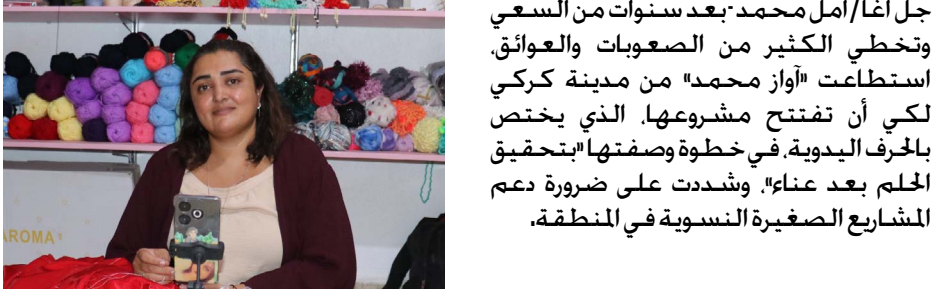 جل آغا/ أمل محمد -بعد سنوات من السعي
وتخطي الكثير من الصعوبات والعوائق،
استطاعت «آواز محمد» من مدينة كركي
لكي أن تفتتح مشروعها، الذي يختص
بالحرف اليدوية، في خطوة وصفتها «بتحقيق
الحلم بعد عناء»، وشددت على ضرورة دعم
المشاريع الصغيرة النسوية في المنطقة.
AROMA